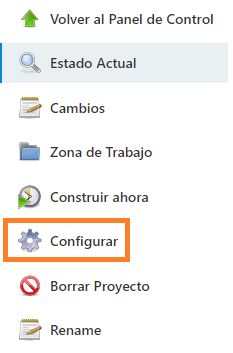 Volver al Panel de Control
Estado Actual
Cambios
Zona de Trabajo
Construir ahora
Configurar
Borrar Proyecto
Rename